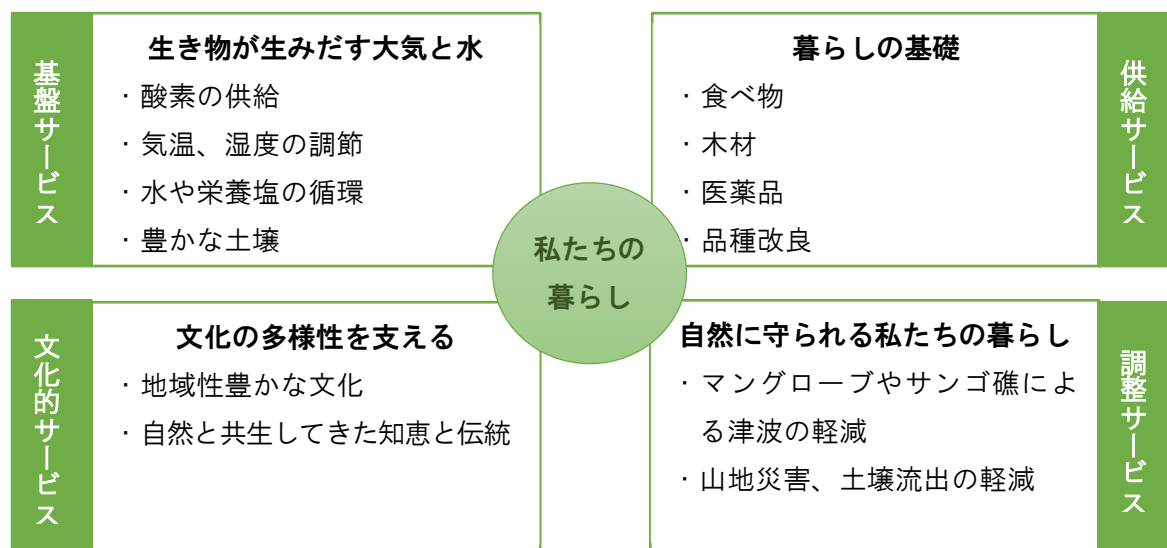 基盤サービス
生き物が生みだす大気と水
・酸素の供給
・気温、湿度の調節
・水や栄養塩の循環
・豊かな土壌
供給サービス
暮らしの基礎
・食べ物
・木材
・医薬品
・品種改良
私たちの
暮らし
文化的サービス
文化の多様性を支える
・地域性豊かな文化
・自然と共生してきた知恵と伝統
調整サービス
自然に守られる私たちの暮らし
・マングローブやサンゴ礁によ
る津波の軽減
・山地災害、土壌流出の軽減